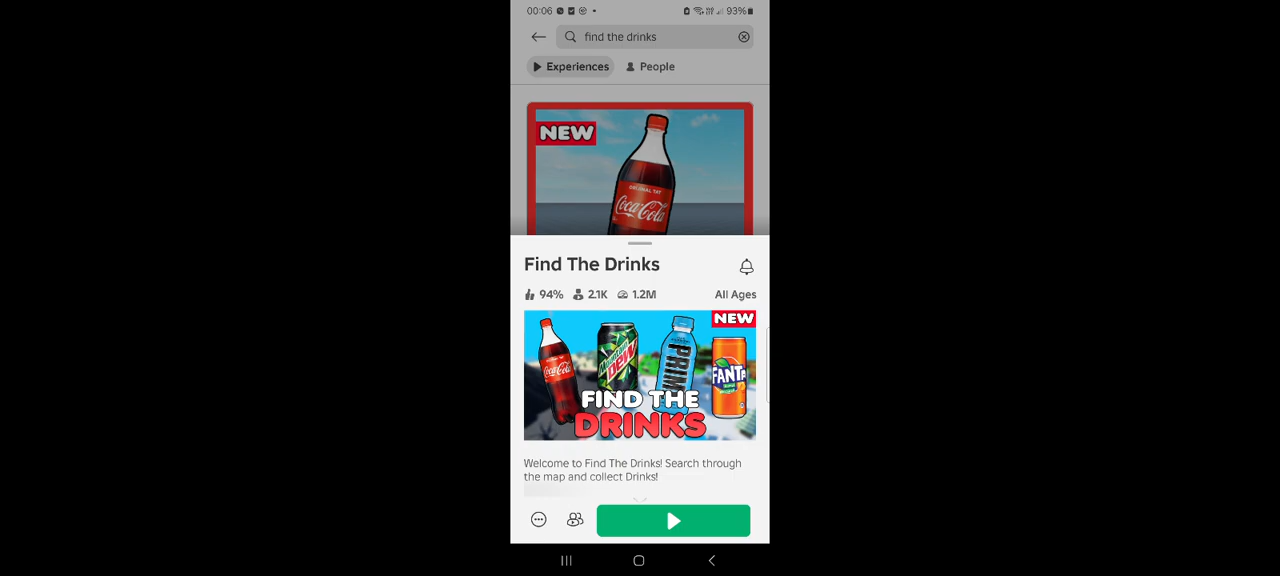 00:06 93%
find the drinks
Experiences People
NEW
ORIGINAL TAT
Coca-Cola
Find The Drinks
94% 2.1K 1.2M All Ages
NEW
Coca-Cola
Mountain
Dew
PRIME
FANTA
FIND THE
DRINKS
Welcome to Find The Drinks! Search through
the map and collect Drinks!